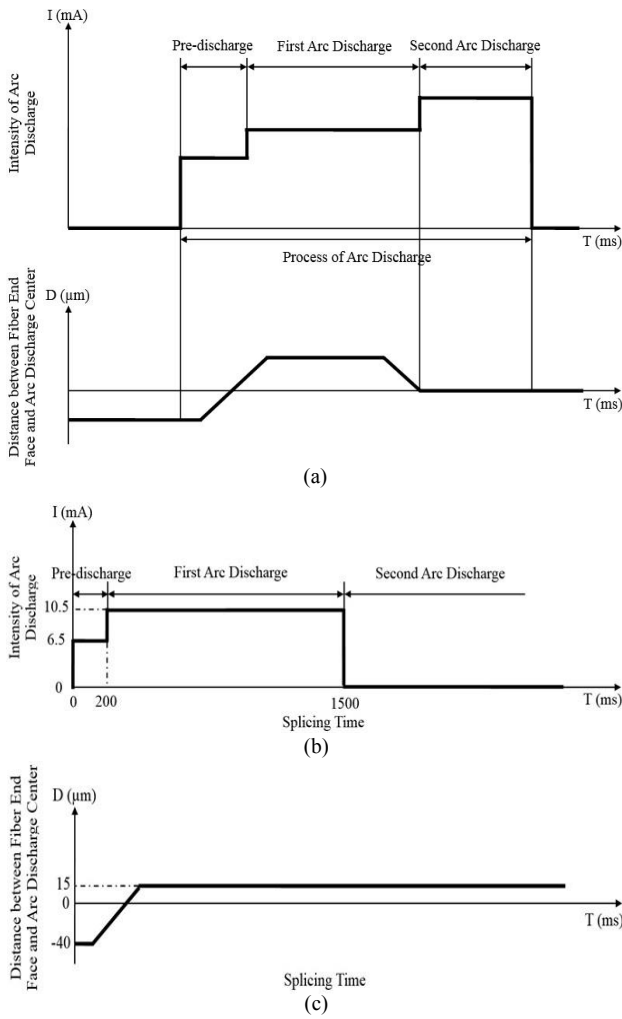 I (mA)
Pre-discharge
First Arc Discharge
Second Arc Discharge
Intensity of Arc
Discharge
T (ms)
Process of Arc Discharge
D (μm)
Distance between Fiber End
Face and Arc Discharge Center
T (ms)
(a)
I (mA)
Pre-discharge
First Arc Discharge
Second Arc Discharge
Intensity of Arc
Discharge
10.5
6.5
0
0
200
1500
T (ms)
Splicing Time
(b)
D (μm)
Distance between Fiber End
Face and Arc Discharge Center
15
0
-40
T (ms)
Splicing Time
(c)